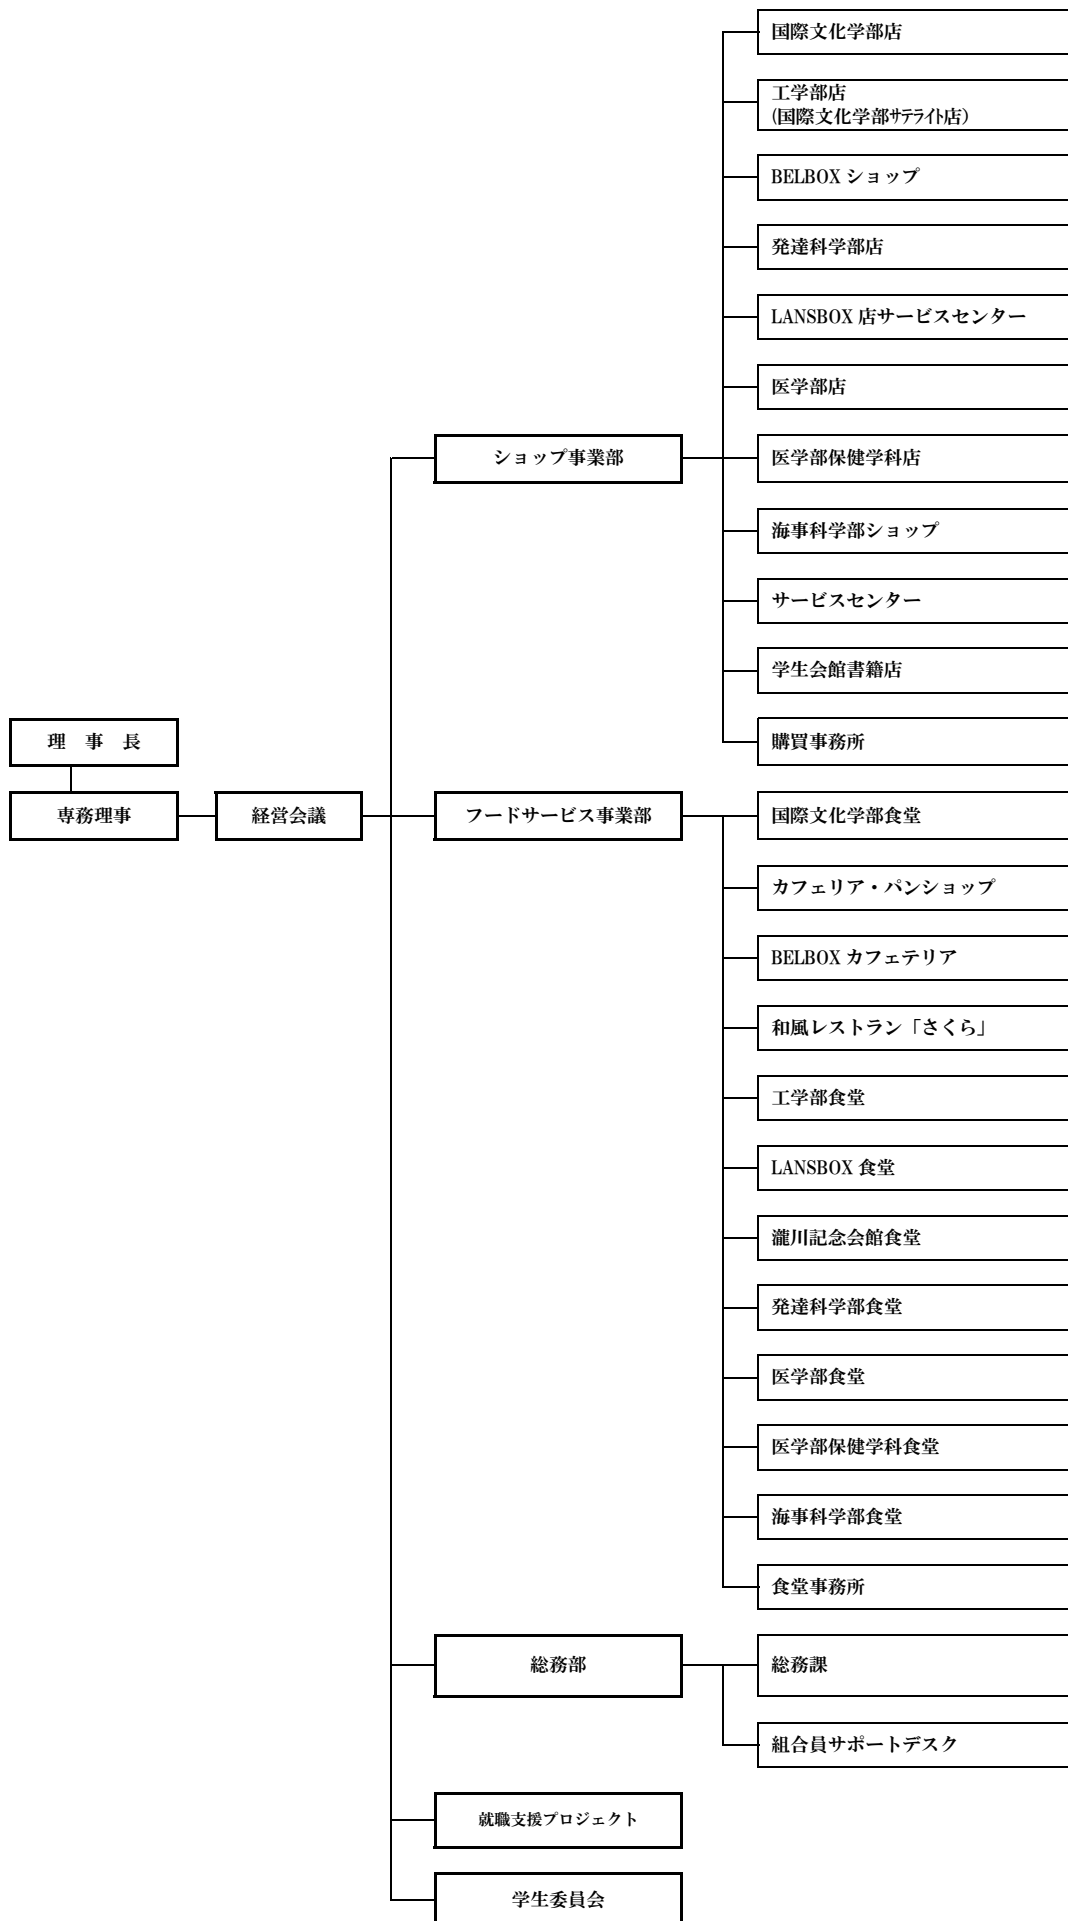 理 事 長
専務理事
経営会議
ショップ事業部
国際文化学部店
工学部店
(国際文化学部ｻﾃﾗｲﾄ店)
BELBOX ショップ
発達科学部店
LANSBOX 店サービスセンター
医学部店
医学部保健学科店
海事科学部ショップ
サービスセンター
学生会館書籍店
購買事務所
フードサービス事業部
国際文化学部食堂
カフェリア・パンショップ
BELBOX カフェテリア
和風レストラン「さくら」
工学部食堂
LANSBOX 食堂
瀧川記念会館食堂
発達科学部食堂
医学部食堂
医学部保健学科食堂
海事科学部食堂
食堂事務所
総務部
総務課
組合員サポートデスク
就職支援プロジェクト
学生委員会